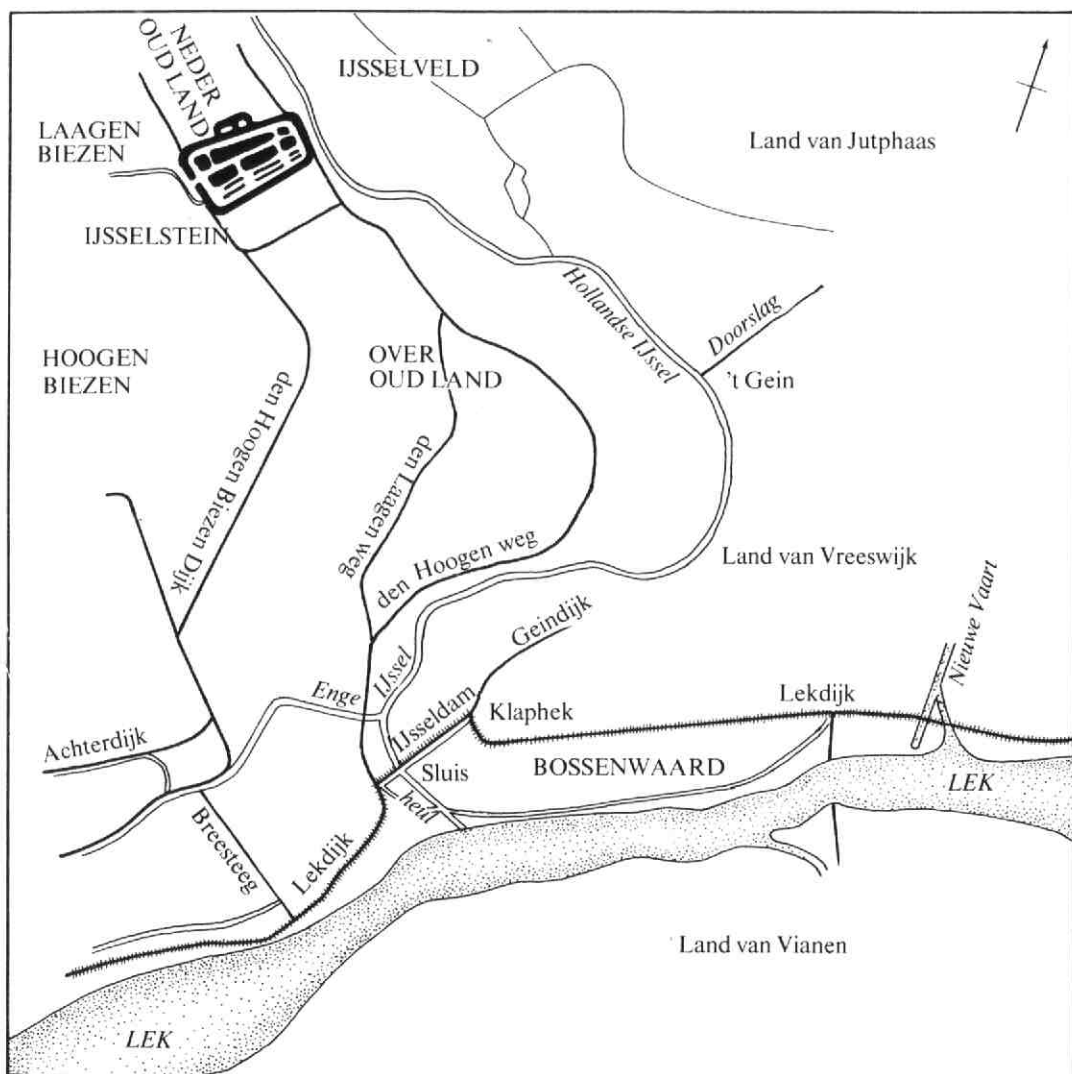 NEDER
OUD LAND
IJSSELVELD
LAAGEN
BIEZEN
Land van Jutphaas
IJSSELSTEIN
Hollandse IJssel
Doorslag
't Gein
HOOGEN
BIEZEN
OVER
OUD LAND
den Hoogen Biezen Dijk
den Laagen weg
den Hoogen weg
Land van Vreeswijk
Geindijk
Nieuwe Vaart
Enge
IJssel
IJsseldam
Klaphek
Lekdijk
Achterdijk
Sluis
BOSSENWAARD
LEK
heul
Breesteeg
Lekdijk
Land van Vianen
LEK